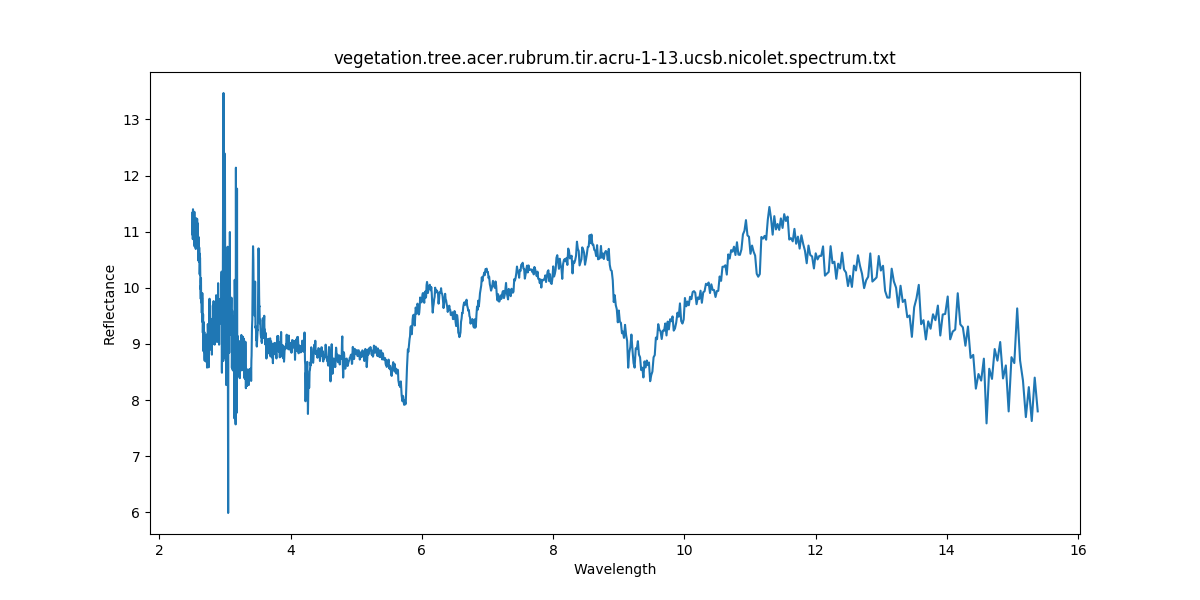 vegetation.tree.acer.rubrum.tir.acru-1-13.ucsb.nicolet.spectrum.txt
13
12
11
10
9
8
7
6
Reflectance
2 4 6 8 10 12 14 16
Wavelength